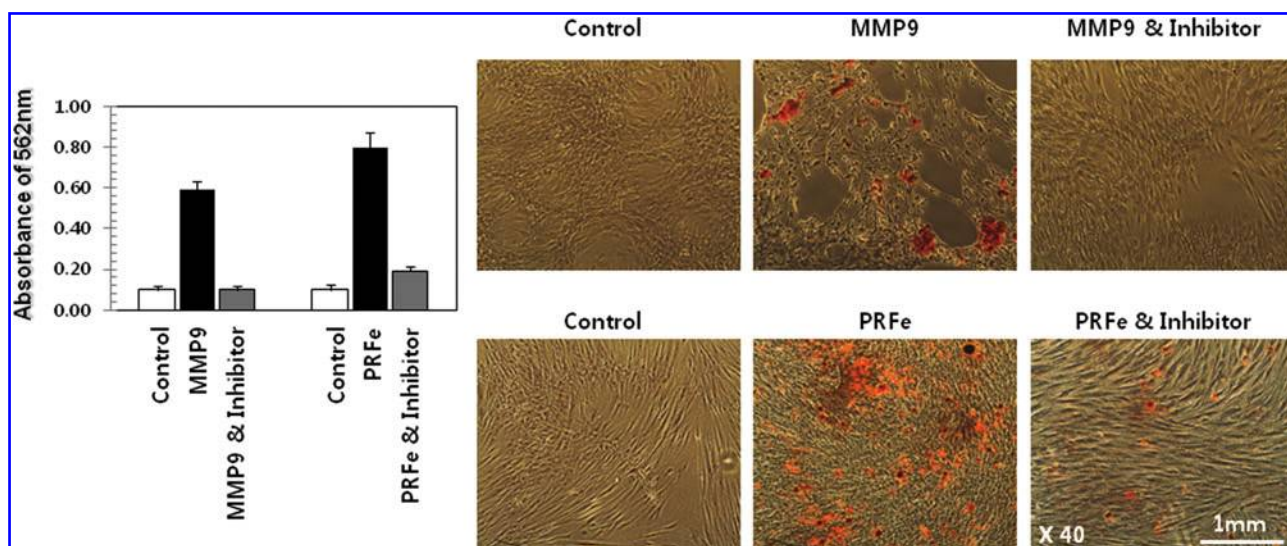 Absorbance of 562nm
1.00
0.80
0.60
0.40
0.20
0.00
Control
MMP9
MMP9 & Inhibitor
Control
PRFe
PRFe & Inhibitor
Control
MMP9
MMP9 & Inhibitor
Control
PRFe
PRFe & Inhibitor
X 40
1mm